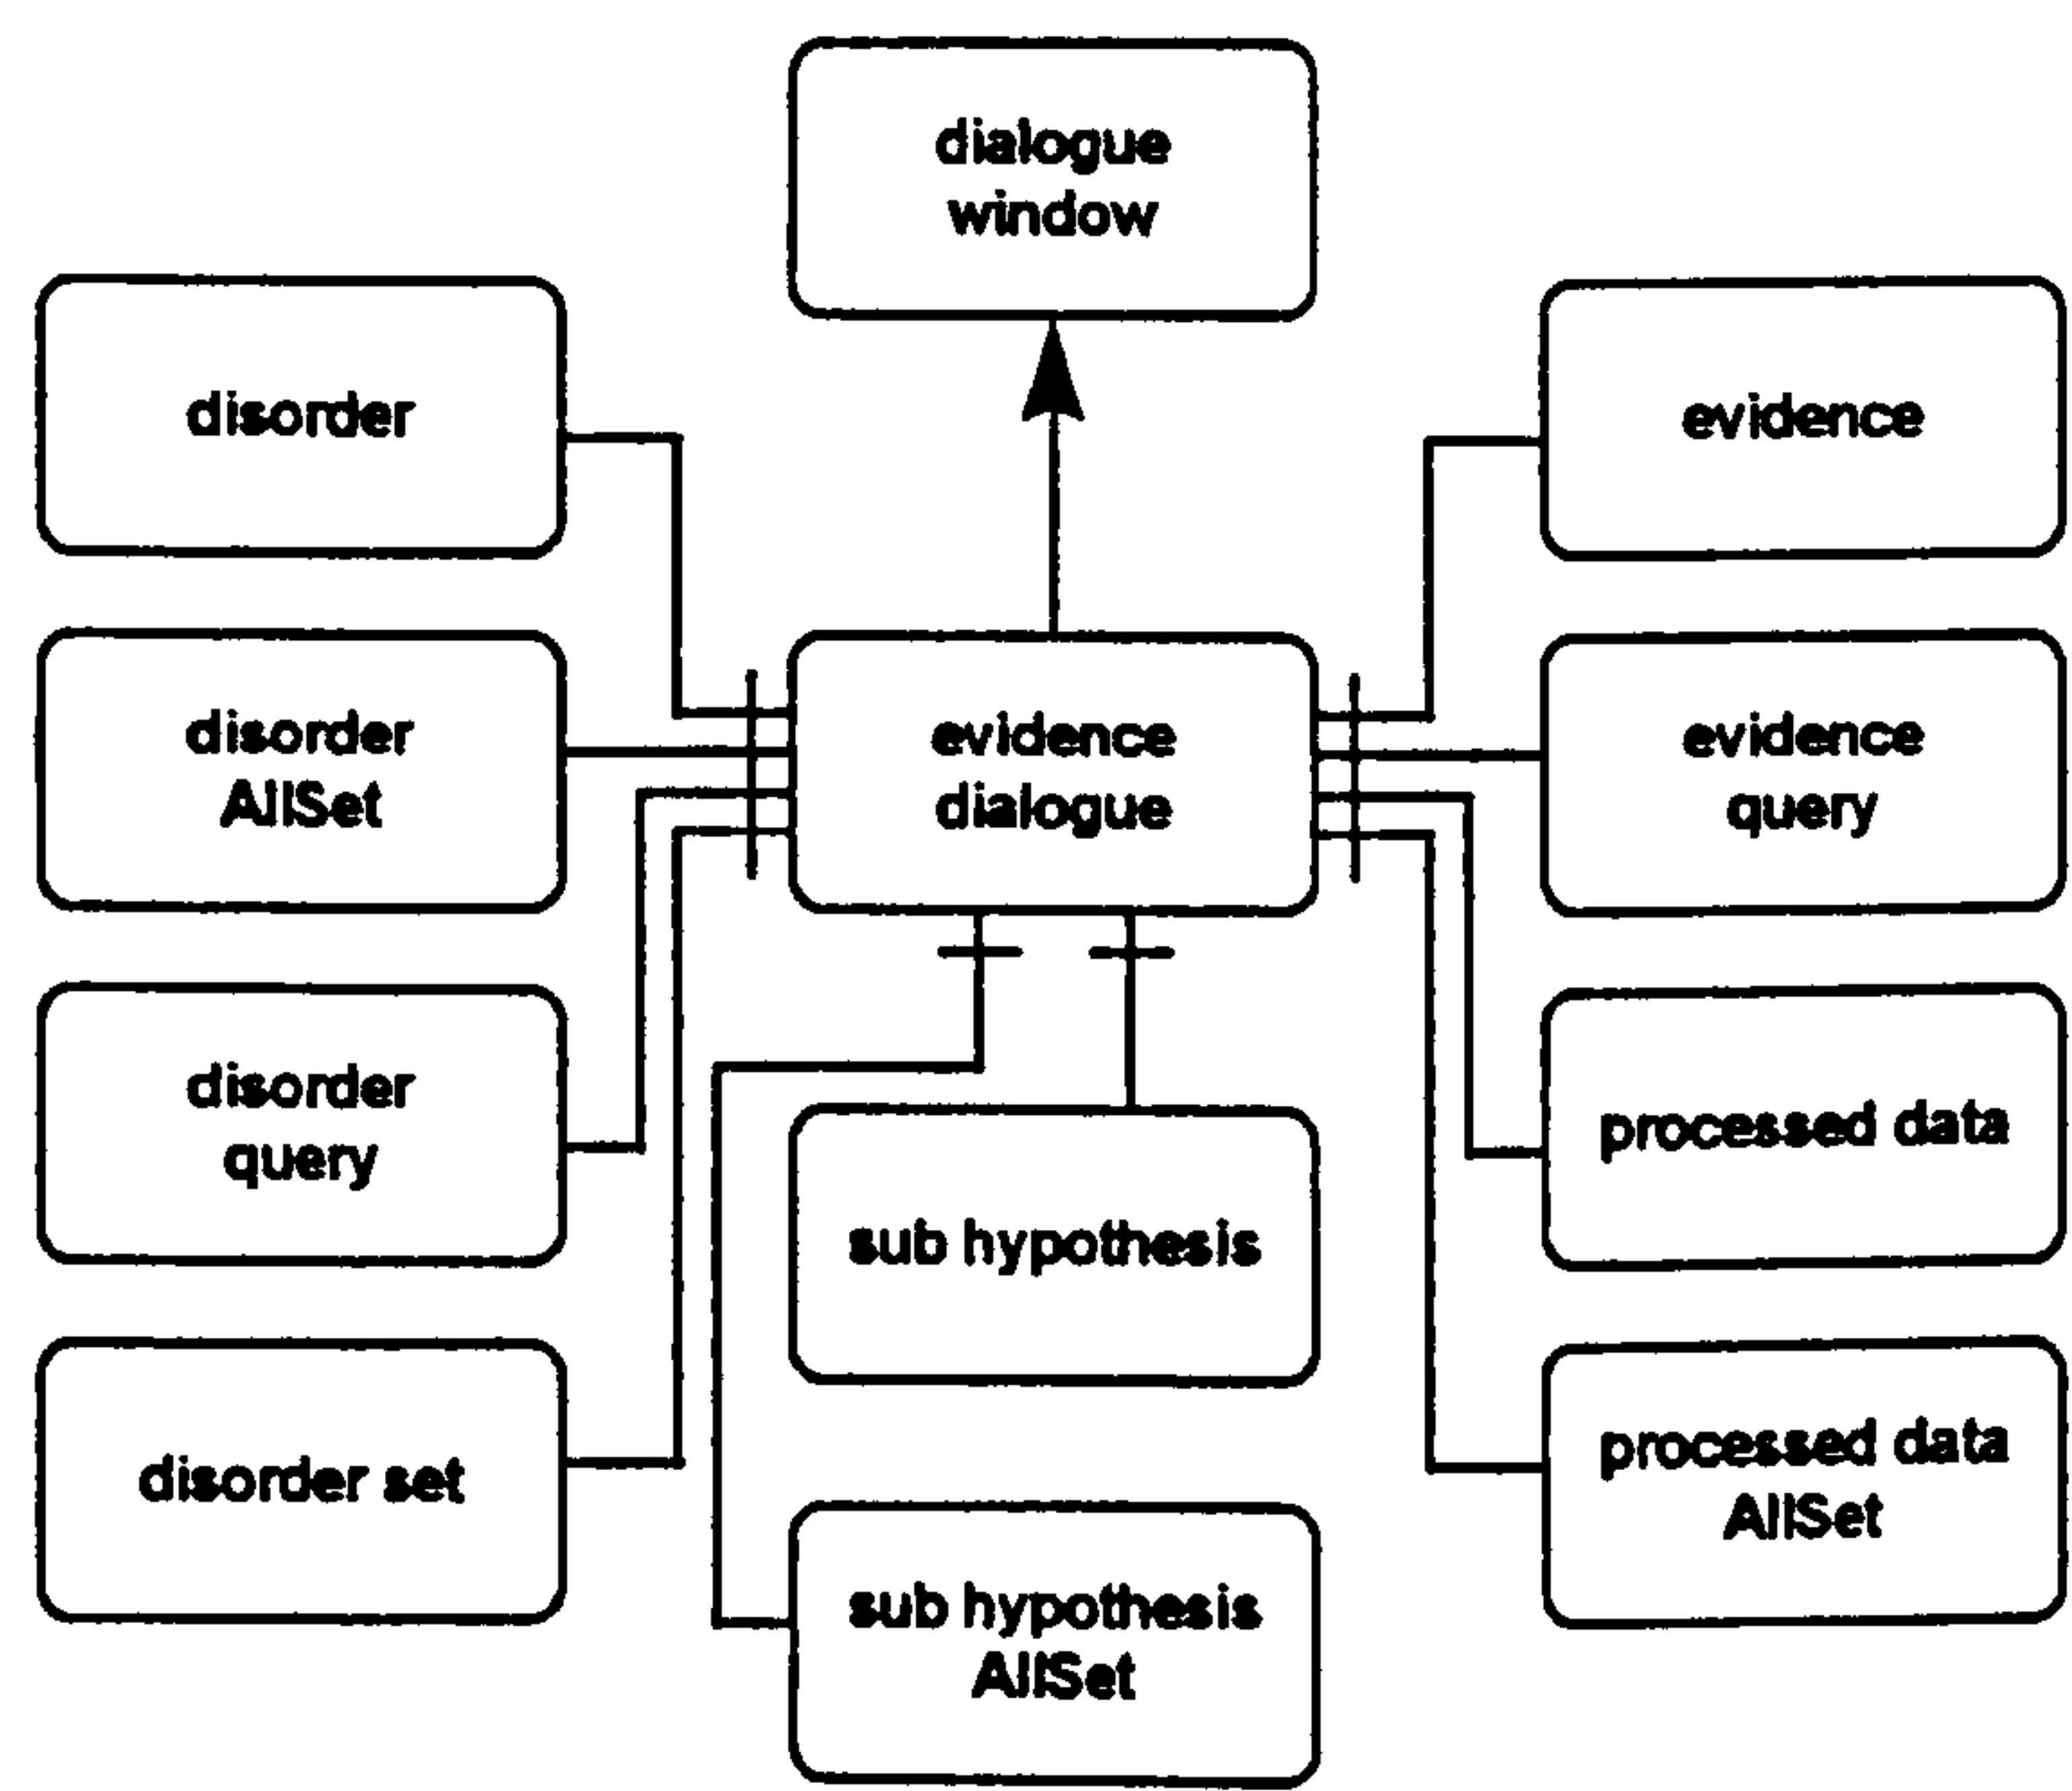 dialogue
window
disorder
evidence
disorder
AllSet
evidence
dialogue
evidence
query
disorder
query
processed data
sub hypothesis
disorder set
processed data
AllSet
sub hypothesis
AllSet